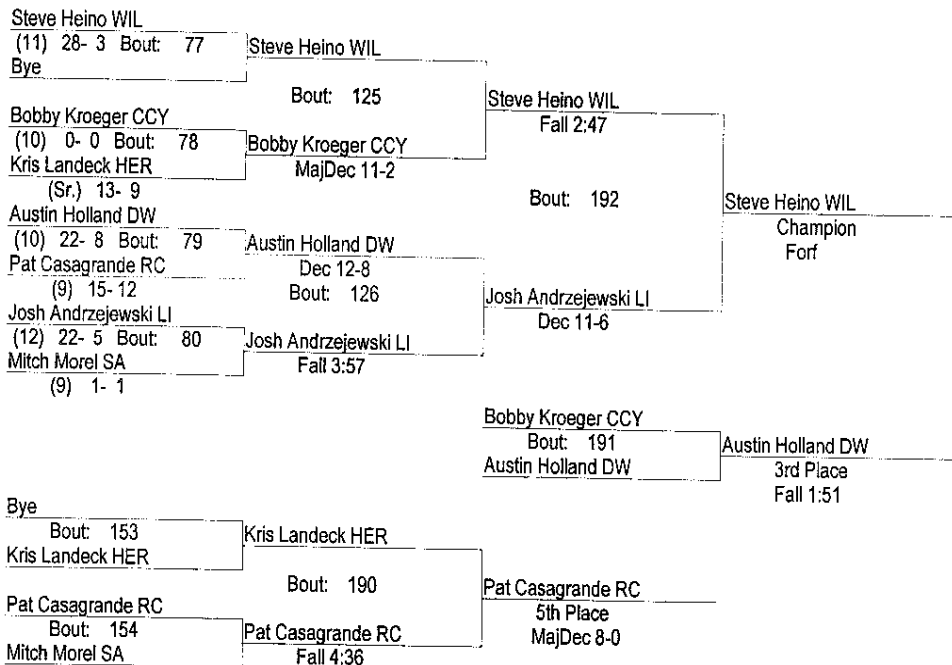 Steve Heino WIL
(11) 28- 3 Bout: 77
Bye
Steve Heino WIL
Bout: 125
Bobby Kroeger CCY
(10) 0- 0 Bout: 78
Kris Landeck HER
(Sr.) 13- 9
Bobby Kroeger CCY
MajDec 11-2
Steve Heino WIL
Fall 2:47
Austin Holland DW
(10) 22- 8 Bout: 79
Pat Casagrande RC
(9) 15- 12
Austin Holland DW
Dec 12-8
Bout: 126
Josh Andrzejewski LI
(12) 22- 5 Bout: 80
Mitch Morel SA
(9) 1- 1
Josh Andrzejewski LI
Fall 3:57
Josh Andrzejewski LI
Dec 11-6
Bout: 192
Steve Heino WIL
Champion
Forf
Bobby Kroeger CCY
Bout: 191
Austin Holland DW
Austin Holland DW
3rd Place
Fall 1:51
Bye
Bout: 153
Kris Landeck HER
Kris Landeck HER
Bout: 190
Pat Casagrande RC
Bout: 154
Mitch Morel SA
Pat Casagrande RC
Fall 4:36
Pat Casagrande RC
5th Place
MajDec 8-0